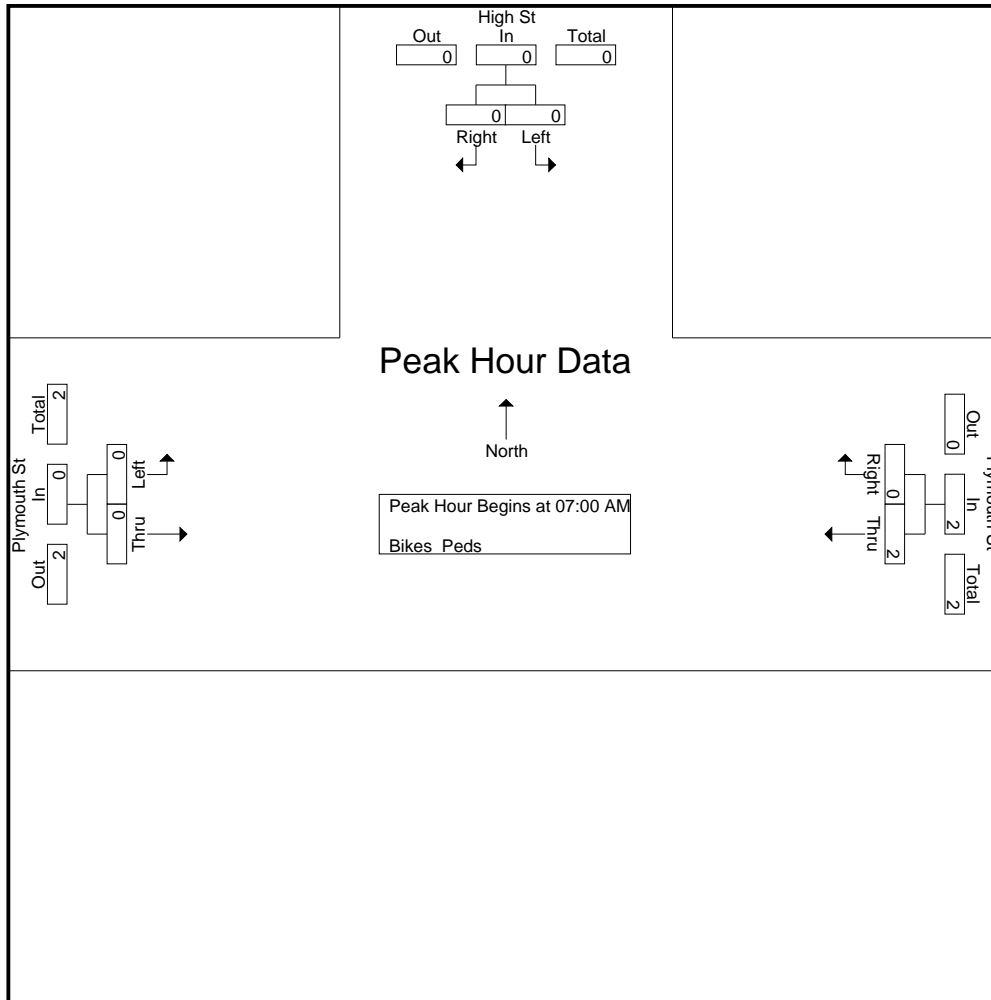 High St
Out In Total
0 0 0
0 0
Right Left
Peak Hour Data
North
Peak Hour Begins at 07:00 AM
Bikes Peds
Plymouth St
Out In Total
2 0 2
Left
0
Thru
0
Plymouth St
Out In Total
0 2 2
Right
0
Thru
2